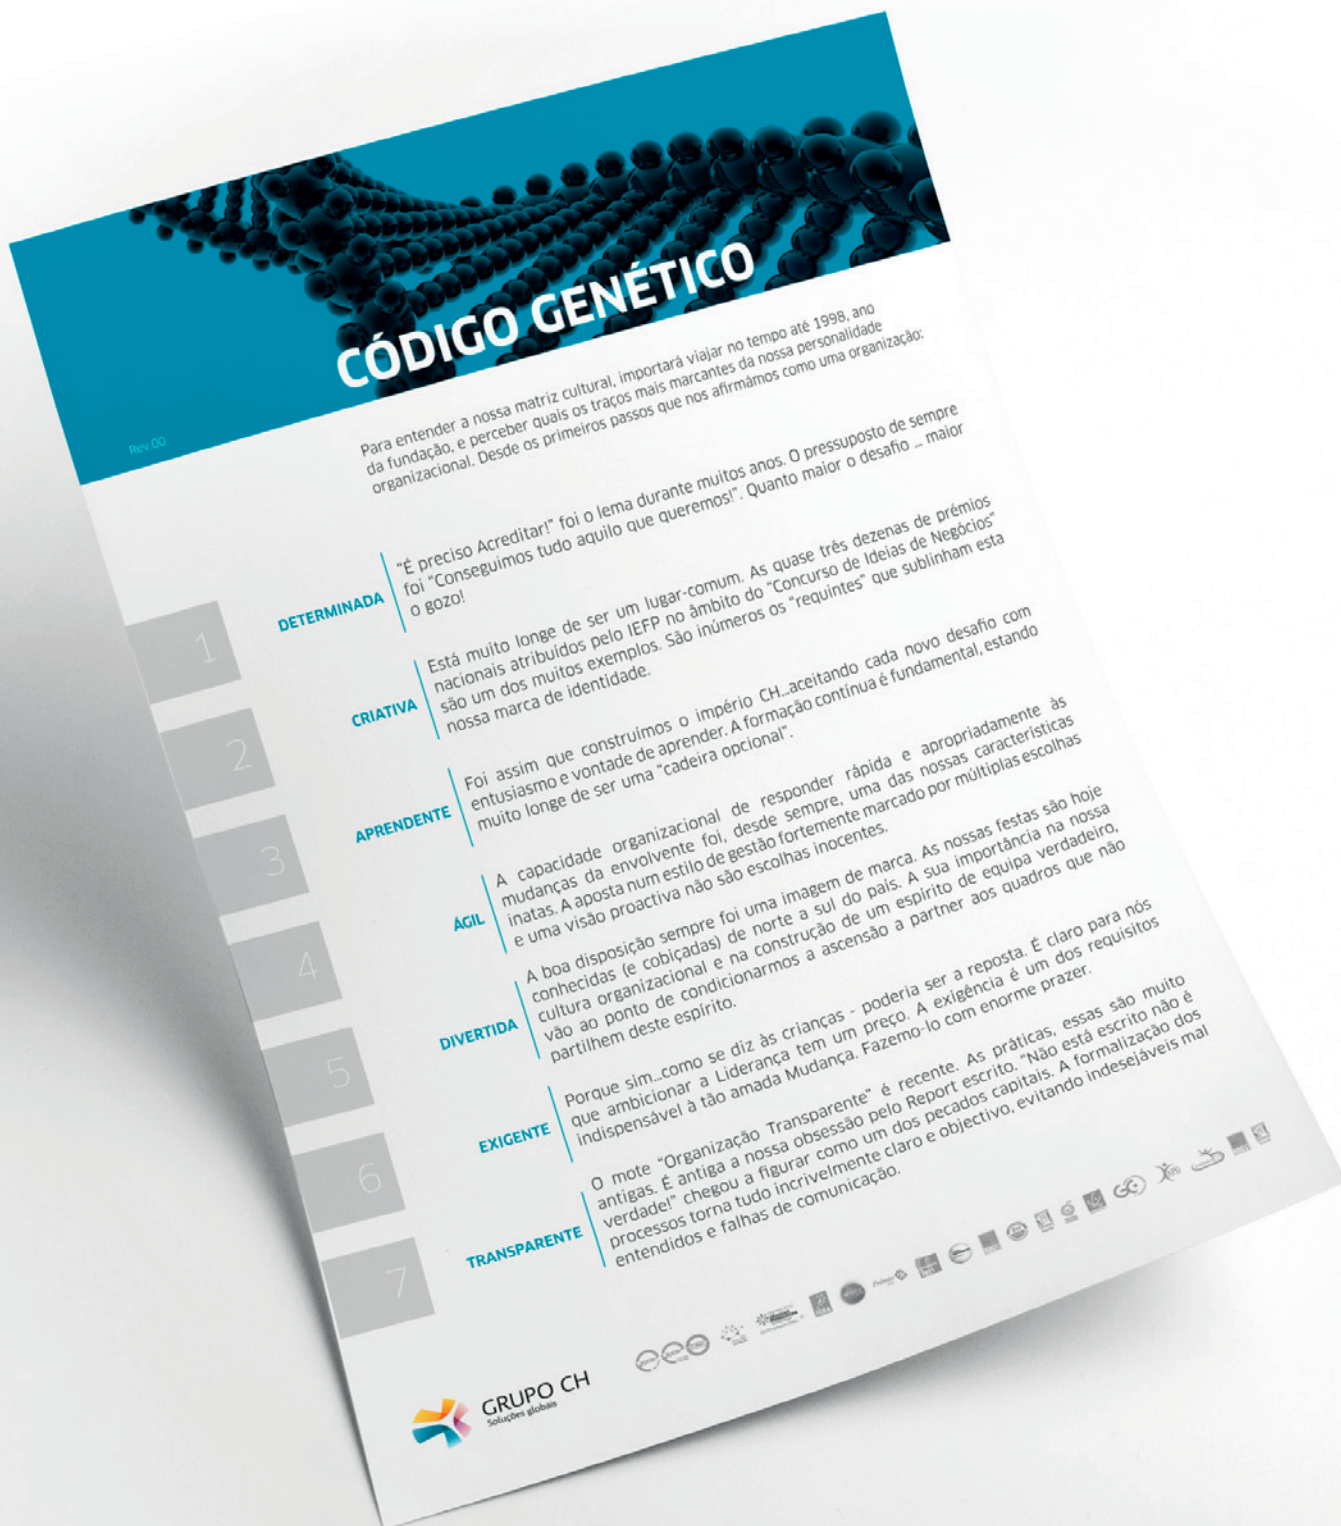 CÓDIGO GENÉTICO
Rev.00
Para entender a nossa matriz cultural, importará viajar no tempo até 1998, ano
da fundação, e perceber quais os traços mais marcantes da nossa personalidade
organizacional. Desde os primeiros passos que nos afirmámos como uma organização:
1
DETERMINADA
"É preciso Acreditar!" foi o lema durante muitos anos. O pressuposto de sempre
foi "Conseguimos tudo aquilo que queremos!". Quanto maior o desafio ... maior
o gozo!
2
CRIATIVA
Está muito longe de ser um lugar-comum. As quase três dezenas de prémios
nacionais atribuídos pelo IEFP no âmbito do "Concurso de Ideias de Negócios"
são um dos muitos exemplos. São inúmeros os "requintes" que sublinham esta
nossa marca de identidade.
3
APRENDENTE
Foi assim que construímos o império CH...aceitando cada novo desafio com
entusiasmo e vontade de aprender. A formação contínua é fundamental, estando
muito longe de ser uma "cadeira opcional".
4
ÁGIL
A capacidade organizacional de responder rápida e apropriadamente às
mudanças da envolvente foi, desde sempre, uma das nossas características
inatas. A aposta num estilo de gestão fortemente marcado por múltiplas escolhas
e uma visão proactiva não são escolhas inocentes.
5
DIVERTIDA
A boa disposição sempre foi uma imagem de marca. As nossas festas são hoje
conhecidas (e cobiçadas) de norte a sul do país. A sua importância na nossa
cultura organizacional e na construção de um espírito de equipa verdadeiro,
vão ao ponto de condicionarmos a ascensão a partner aos quadros que não
partilhem deste espírito.
6
EXIGENTE
Porque sim...como se diz às crianças - poderia ser a reposta. É claro para nós
que ambicionar a Liderança tem um preço. A exigência é um dos requisitos
indispensável à tão amada Mudança. Fazemo-lo com enorme prazer.
7
TRANSPARENTE
O mote "Organização Transparente" é recente. As práticas, essas são muito
antigas. É antiga a nossa obsessão pelo Report escrito. "Não está escrito não é
verdade!" chegou a figurar como um dos pecados capitais. A formalização dos
processos torna tudo incrivelmente claro e objectivo, evitando indesejáveis mal
entendidos e falhas de comunicação.
GRUPO CH
Soluções globais